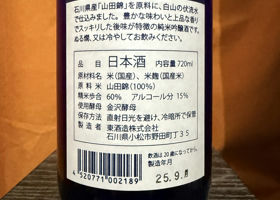 石川県産「山田錦」を原料に、白山の伏流水
で仕込みました。豊かな味わいと上品な香り
でスッキリした後味が特徴の純米吟醸酒です。
ぬる燗、又は冷やしてお飲みください。
品目 日本酒 内容量 720ml
原材料名 米(国産)、米麹(国産米)
原料米 山田錦(100%)
精米歩合 60% アルコール分 15%
使用酵母 金沢酵母
保存方法 直射日光を避け、冷暗所で保管
製造者 東酒造株式会社
石川県小松市野田町丁35
飲酒は20歳になってから。
製造年月
25.9.
4920771002189